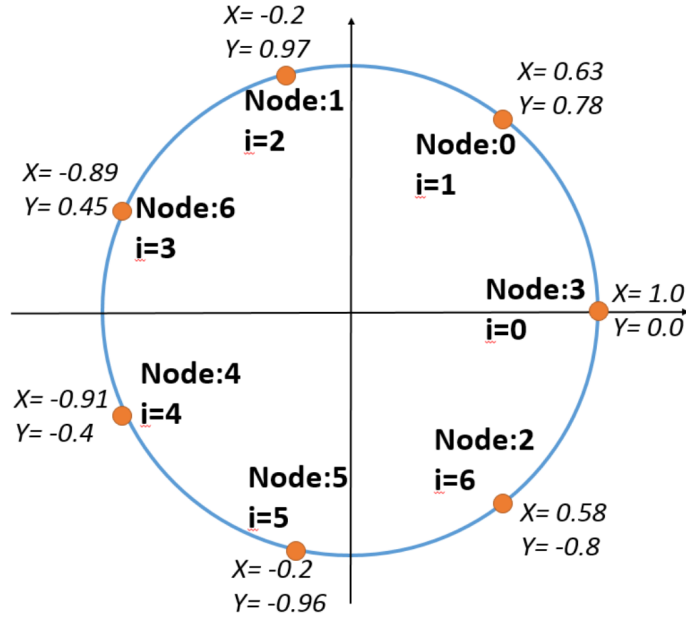 X= -0.2
Y= 0.97
Node:1
i=2
X= 0.63
Y= 0.78
Node:0
i=1
X= -0.89
Y= 0.45
Node:6
i=3
Node:3
i=0
X= 1.0
Y= 0.0
Node:4
i=4
X= -0.91
Y= -0.4
Node:2
i=6
X= 0.58
Y= -0.8
Node:5
i=5
X= -0.2
Y= -0.96